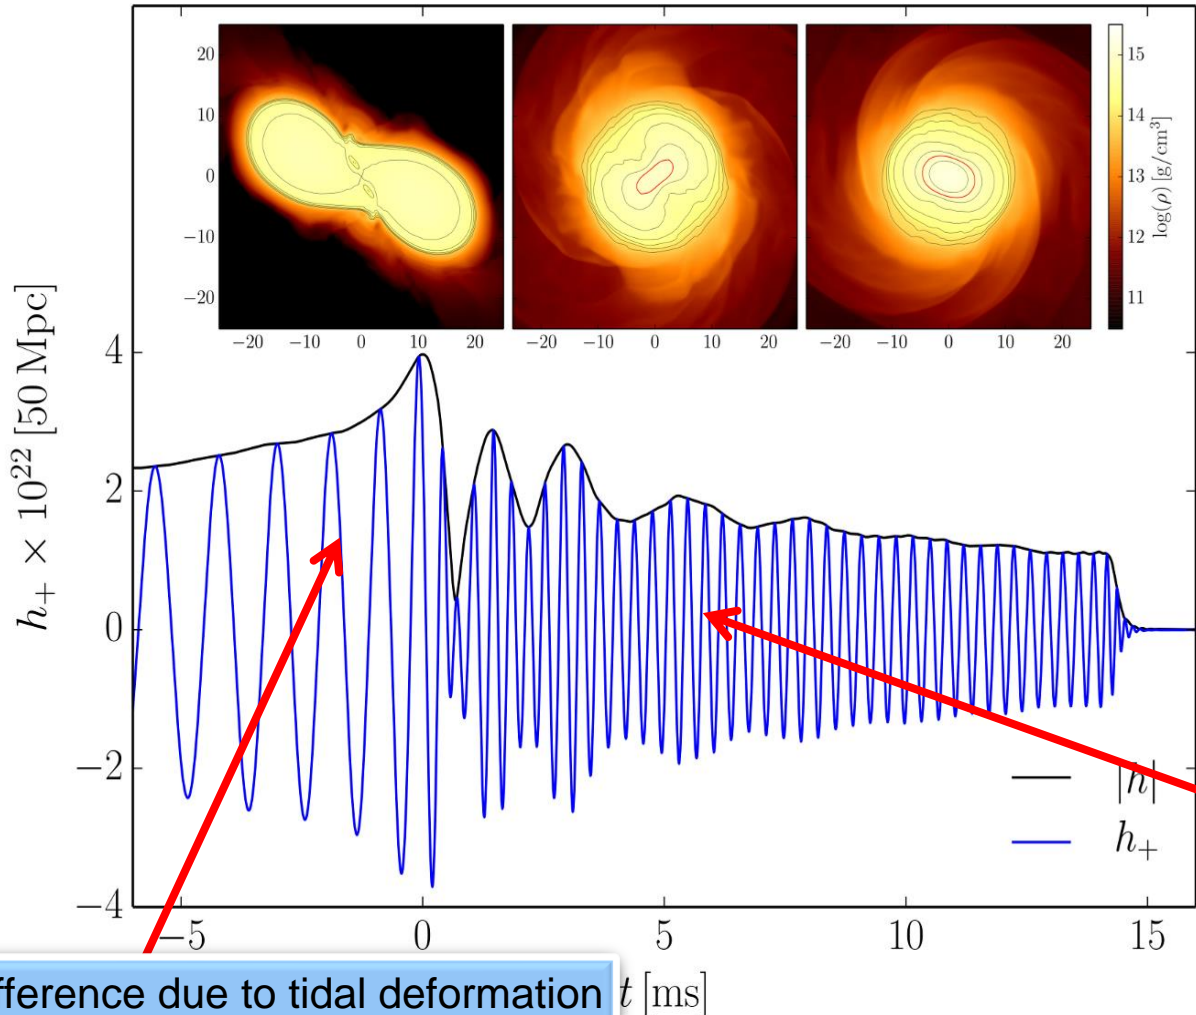 20
10
0
−10
−20
−20 −10 0 10 20
−20 −10 0 10 20
−20 −10 0 10 20
15
14
13
12
11
log(ρ) [g/cm³]
h₊ × 10²² [50 Mpc]
4
2
0
−2
−4
|h|
h₊
−5 0 5 10 15
t [ms]
fference due to tidal deformation